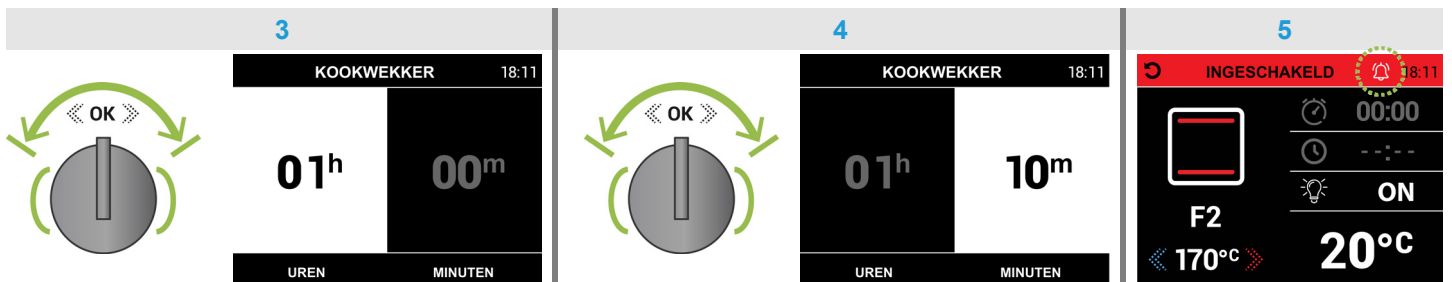 3
OK
KOOKWEKKER 18:11
01h 00m
UREN MINUTEN
4
OK
KOOKWEKKER 18:11
01h 10m
UREN MINUTEN
5
INGESCHAKELD 18:11
00:00
--:--
ON
F2
170°C
20°C